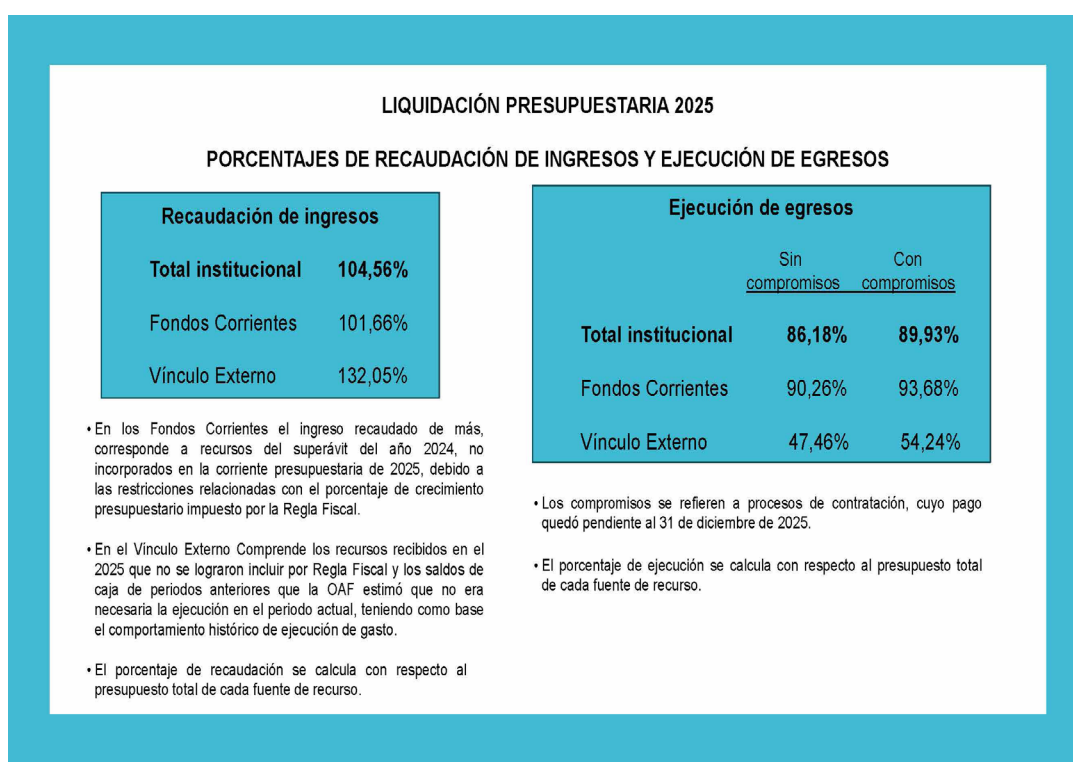 LIQUIDACIÓN PRESUPUESTARIA 2025
PORCENTAJES DE RECAUDACIÓN DE INGRESOS Y EJECUCIÓN DE EGRESOS
Recaudación de ingresos
Total institucional 104,56%
Fondos Corrientes 101,66%
Vínculo Externo 132,05%
• En los Fondos Corrientes el ingreso recaudado de más,
corresponde a recursos del superávit del año 2024, no
incorporados en la corriente presupuestaria de 2025, debido a
las restricciones relacionadas con el porcentaje de crecimiento
presupuestario impuesto por la Regla Fiscal.
• En el Vínculo Externo Comprende los recursos recibidos en el
2025 que no se lograron incluir por Regla Fiscal y los saldos de
caja de periodos anteriores que la OAF estimó que no era
necesaria la ejecución en el periodo actual, teniendo como base
el comportamiento histórico de ejecución de gasto.
• El porcentaje de recaudación se calcula con respecto al
presupuesto total de cada fuente de recurso.
Ejecución de egresos
Sin Con
compromisos compromisos
Total institucional 86,18% 89,93%
Fondos Corrientes 90,26% 93,68%
Vínculo Externo 47,46% 54,24%
• Los compromisos se refieren a procesos de contratación, cuyo pago
quedó pendiente al 31 de diciembre de 2025.
• El porcentaje de ejecución se calcula con respecto al presupuesto total
de cada fuente de recurso.